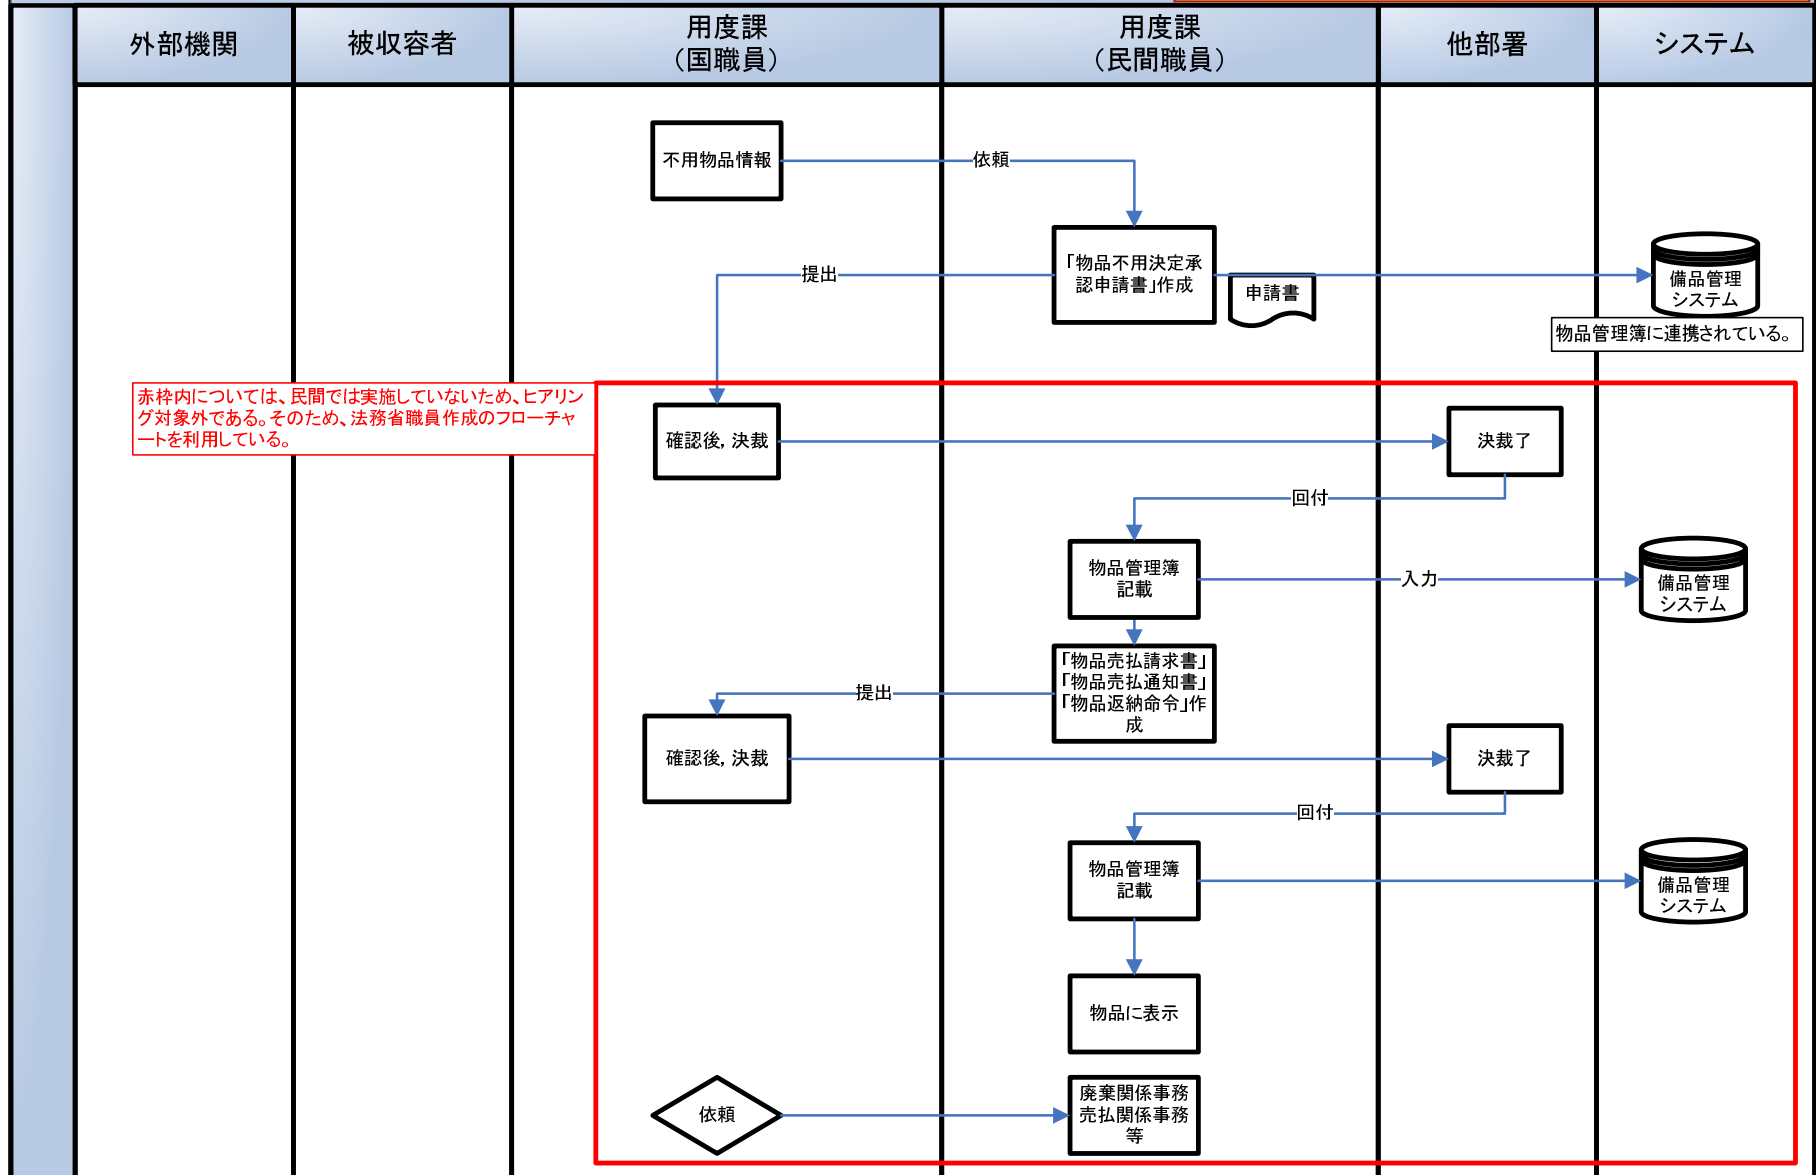 外部機関
被収容者
用度課
（国職員）
用度課
（民間職員）
他部署
システム
不用物品情報
依頼
「物品不用決定承
認申請書」作成
申請書
提出
備品管理
システム
物品管理簿に連携されている。
赤枠内については、民間では実施していないため、ヒアリン
グ対象外である。そのため、法務省職員作成のフローチャ
ートを利用している。
確認後，決裁
決裁了
回付
物品管理簿
記載
入力
備品管理
システム
「物品売払請求書」
「物品売払通知書」
「物品返納命令」作
成
提出
確認後，決裁
決裁了
回付
物品管理簿
記載
備品管理
システム
物品に表示
依頼
廃棄関係事務
売払関係事務
等